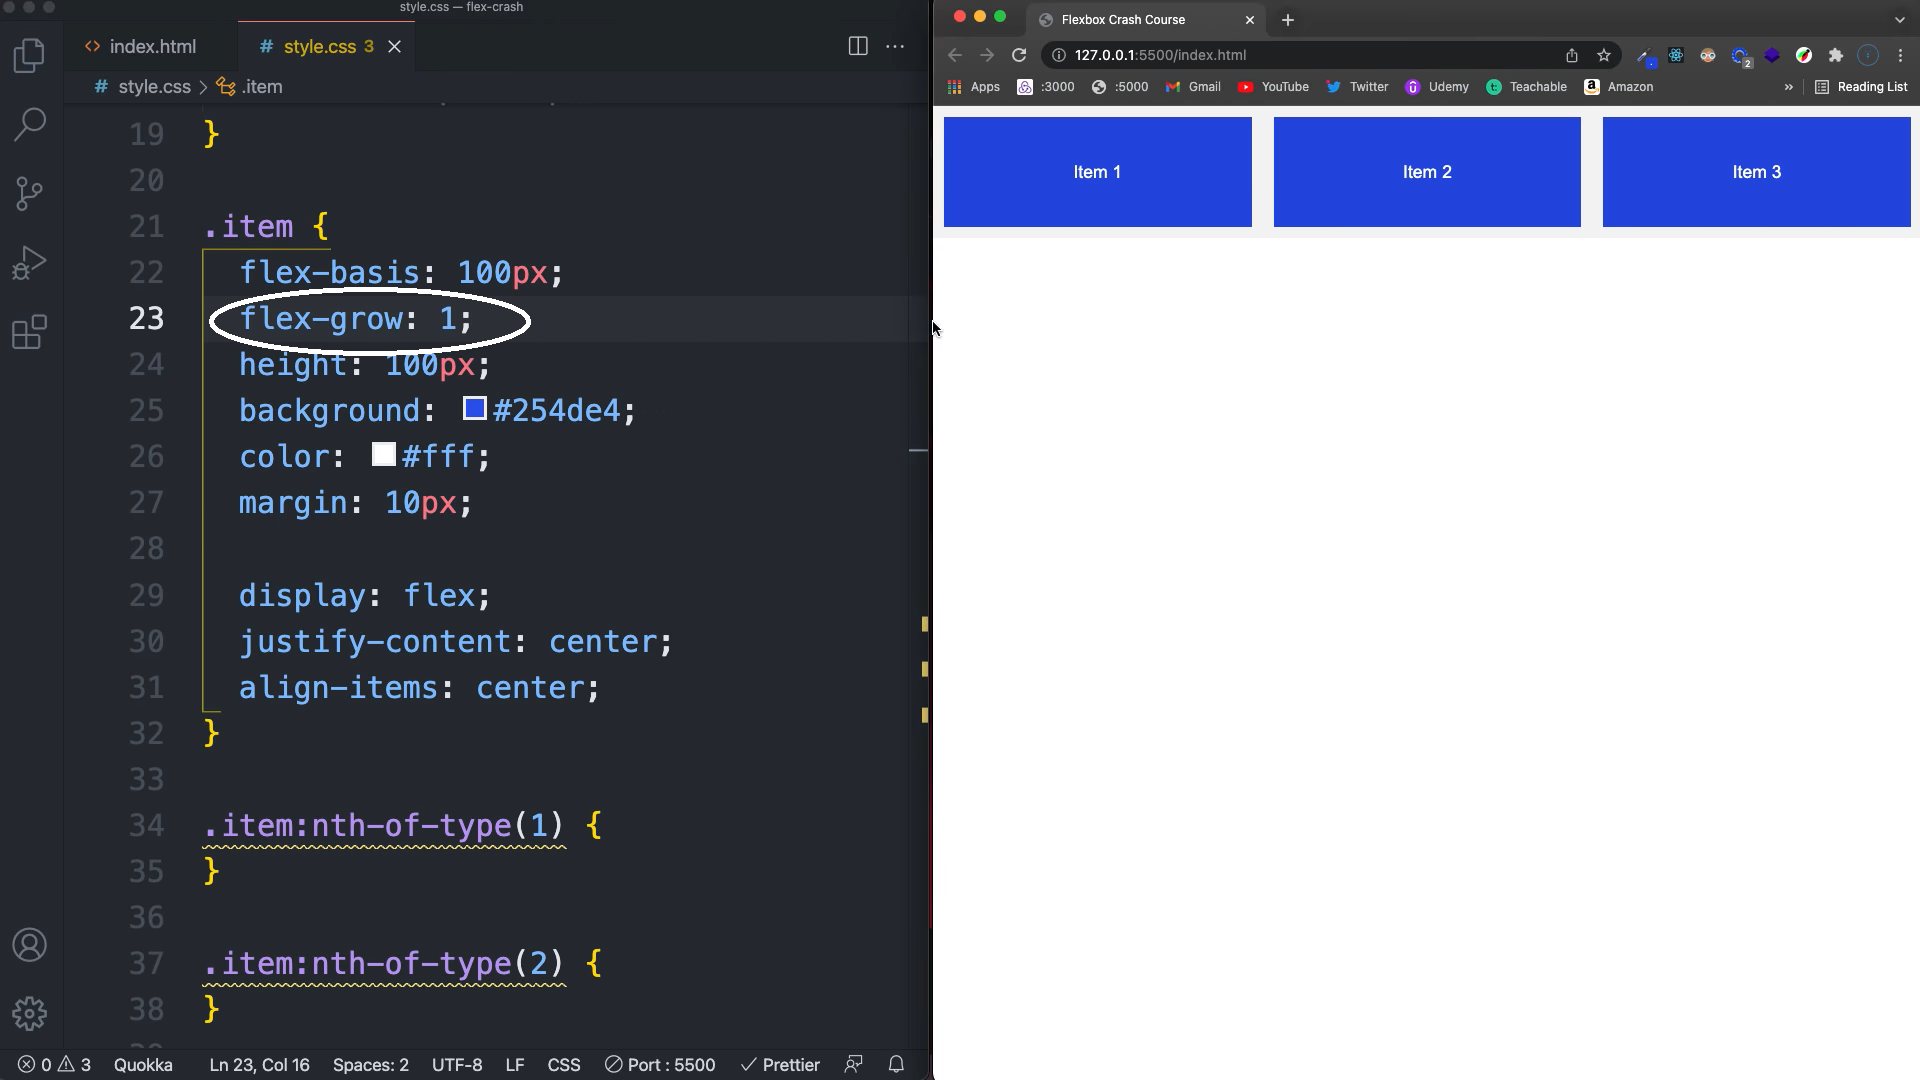 style.css — flex-crash
index.html
style.css 3
style.css > .item
19 }
20
21 .item {
22 flex-basis: 100px;
23 flex-grow: 1;
24 height: 100px;
25 background: #254de4;
26 color: #fff;
27 margin: 10px;
28
29 display: flex;
30 justify-content: center;
31 align-items: center;
32 }
33
34 .item:nth-of-type(1) {
35 }
36
37 .item:nth-of-type(2) {
38 }
0 3 Quokka Ln 23, Col 16 Spaces: 2 UTF-8 LF CSS Port : 5500 Prettier
Flexbox Crash Course
127.0.0.1:5500/index.html
2
Apps :3000 :5000 Gmail YouTube Twitter Udemy Teachable Amazon » Reading List
Item 1 Item 2 Item 3